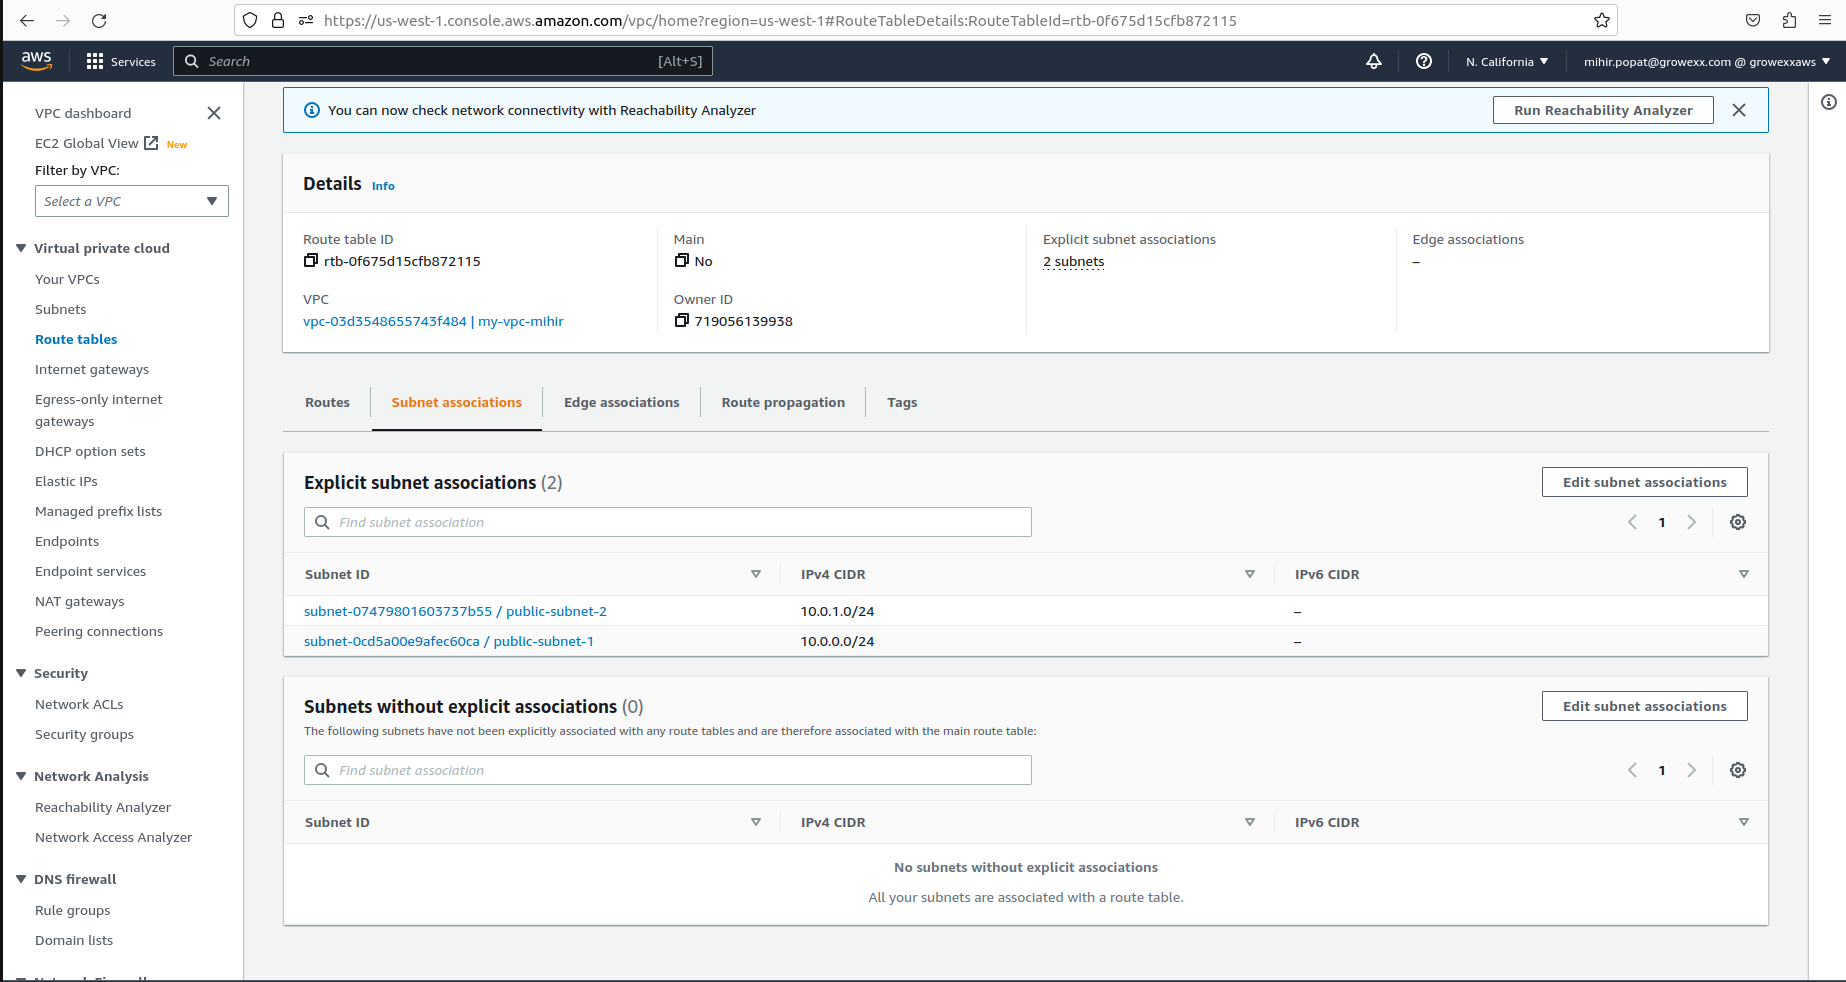 https://us-west-1.console.aws.amazon.com/vpc/home?region=us-west-1#RouteTableDetails:RouteTableId=rtb-0f675d15cfb872115
aws
Services
Search
[Alt+S]
N. California
mihir.popat@growexx.com @ growexxaws
VPC dashboard
EC2 Global View
New
Filter by VPC:
Select a VPC
Virtual private cloud
Your VPCs
Subnets
Route tables
Internet gateways
Egress-only internet
gateways
DHCP option sets
Elastic IPs
Managed prefix lists
Endpoints
Endpoint services
NAT gateways
Peering connections
Security
Network ACLs
Security groups
Network Analysis
Reachability Analyzer
Network Access Analyzer
DNS firewall
Rule groups
Domain lists
You can now check network connectivity with Reachability Analyzer
Run Reachability Analyzer
Details Info
Route table ID
rtb-0f675d15cfb872115
Main
No
Explicit subnet associations
2 subnets
Edge associations
–
VPC
vpc-03d3548655743f484 | my-vpc-mihir
Owner ID
719056139938
Routes
Subnet associations
Edge associations
Route propagation
Tags
Explicit subnet associations (2)
Edit subnet associations
Find subnet association
1
Subnet ID
IPv4 CIDR
IPv6 CIDR
subnet-07479801603737b55 / public-subnet-2
10.0.1.0/24
–
subnet-0cd5a00e9afec60ca / public-subnet-1
10.0.0.0/24
–
Subnets without explicit associations (0)
Edit subnet associations
The following subnets have not been explicitly associated with any route tables and are therefore associated with the main route table:
Find subnet association
1
Subnet ID
IPv4 CIDR
IPv6 CIDR
No subnets without explicit associations
All your subnets are associated with a route table.